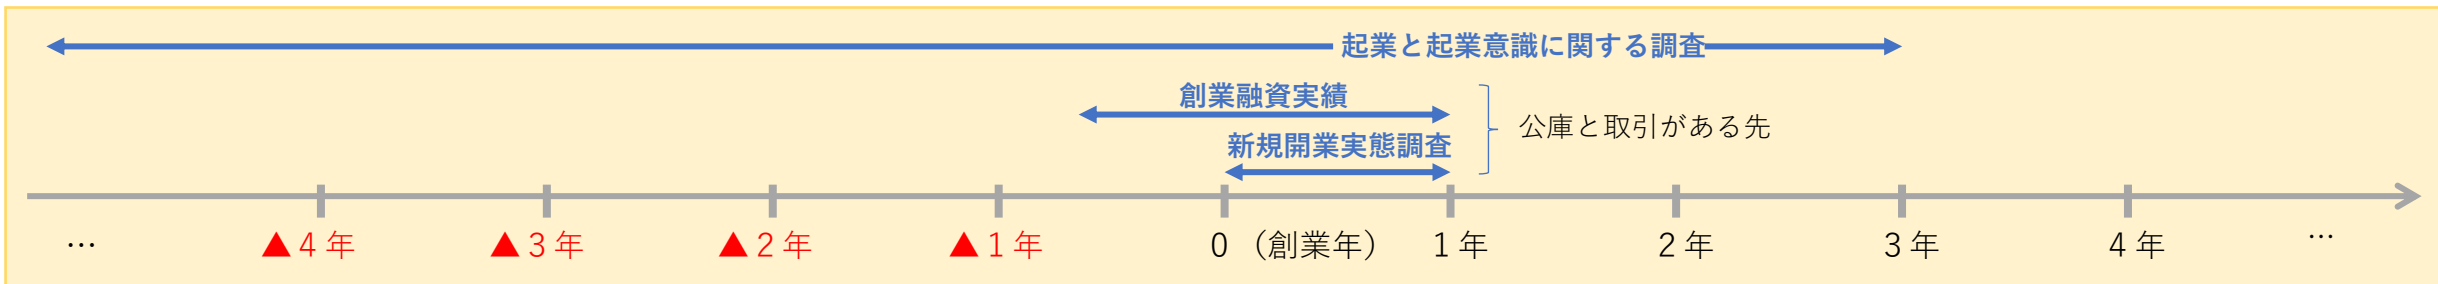 起業と起業意識に関する調査
創業融資実績
公庫と取引がある先
新規開業実態調査
… ▲4年 ▲3年 ▲2年 ▲1年 0（創業年） 1年 2年 3年 4年 …